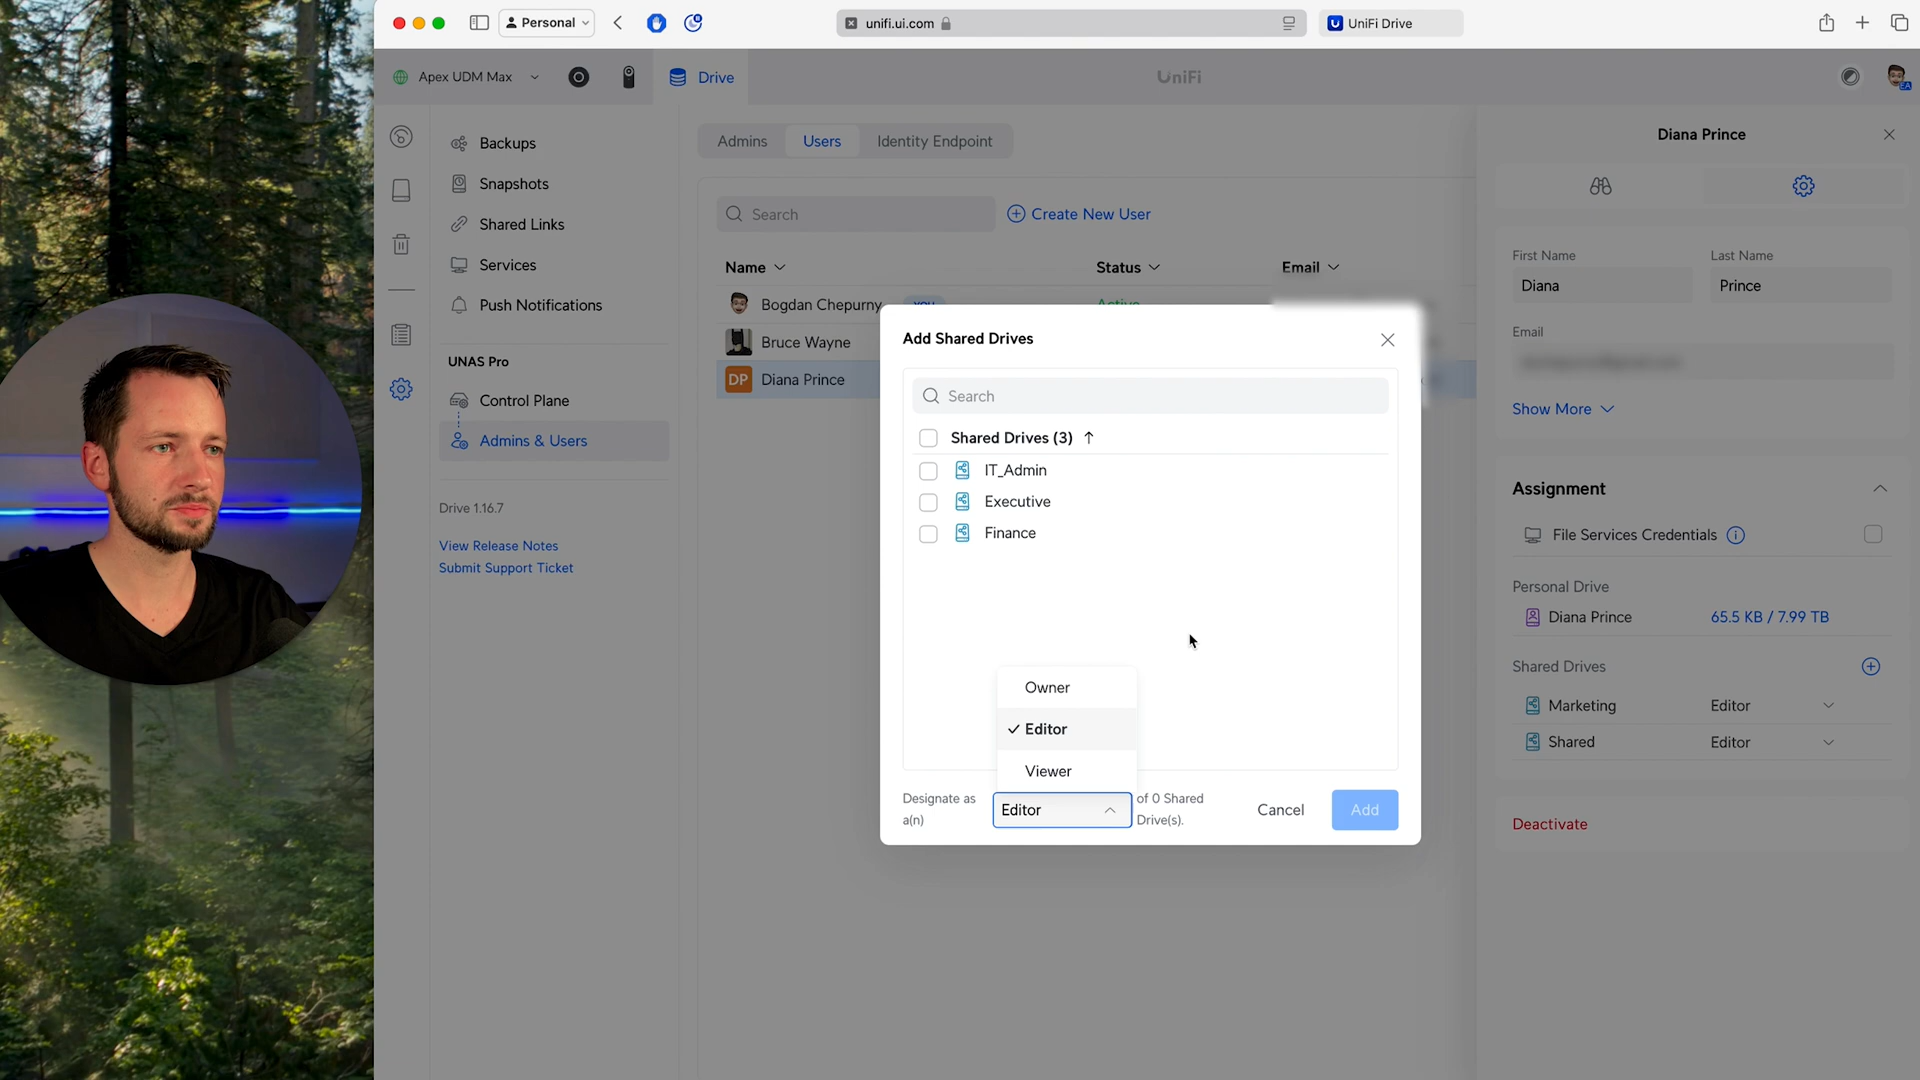 Personal
unifi.ui.com
UniFi Drive
Apex UDM Max
Drive
UniFi
EA
Backups
Snapshots
Shared Links
Services
Push Notifications
UNAS Pro
Control Plane
Admins & Users
Drive 1.16.7
View Release Notes
Submit Support Ticket
Admins
Users
Identity Endpoint
Search
Create New User
Name
Status
Email
Bogdan Chepurny
YOU
Active
Bruce Wayne
DP
Diana Prince
Add Shared Drives
Search
Shared Drives (3)
IT_Admin
Executive
Finance
Owner
Editor
Viewer
Designate as
a(n)
Editor
of 0 Shared
Drive(s).
Cancel
Add
Diana Prince
First Name
Last Name
Diana
Prince
Email
Show More
Assignment
File Services Credentials
Personal Drive
Diana Prince
65.5 KB / 7.99 TB
Shared Drives
Marketing
Editor
Shared
Editor
Deactivate